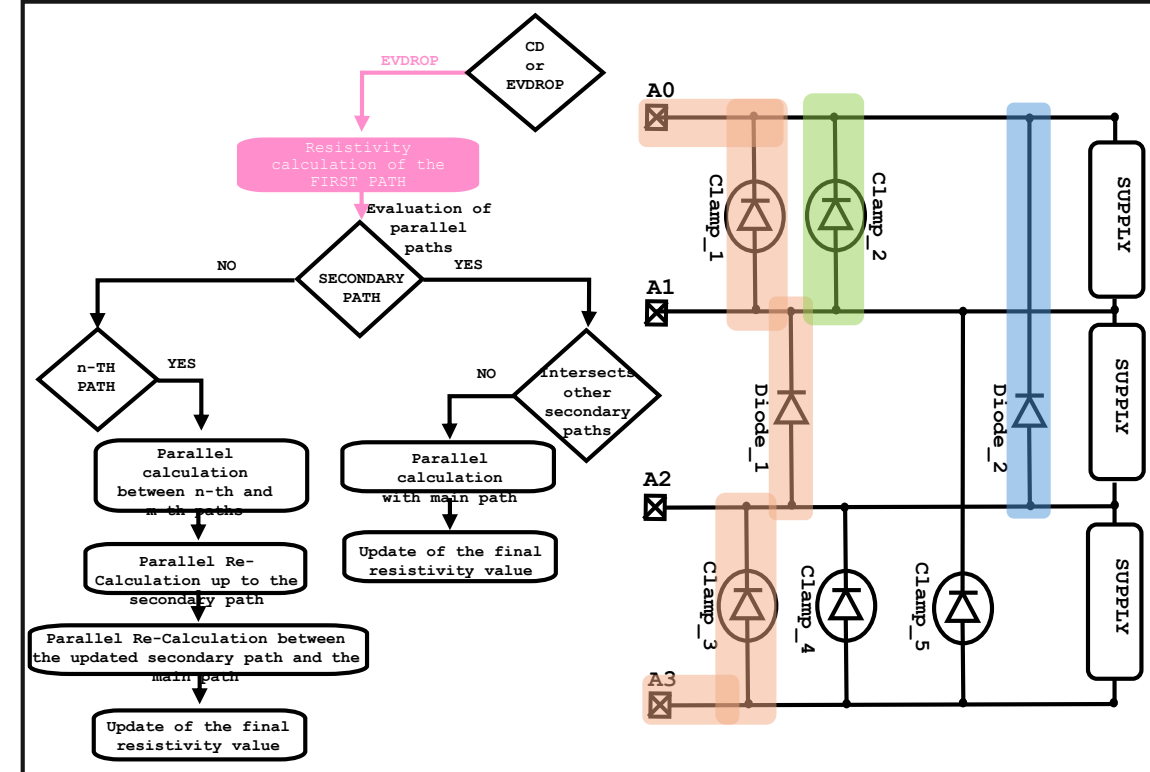 CD
or
EVDROP
EVDROP
Resistivity
calculation of the
FIRST PATH
Evaluation of
parallel
paths
SECONDARY
PATH
NO
YES
n-TH
PATH
YES
Intersects
other
secondary
paths
NO
Parallel
calculation
between n-th and
m-th paths
Parallel
calculation
with main path
Parallel Re-
Calculation up to the
secondary path
Update of the final
resistivity value
Parallel Re-Calculation between
the updated secondary path and the
main path
Update of the final
resistivity value
A0
Clamp_1
Clamp_2
SUPPLY
A1
Diode_1
Diode_2
SUPPLY
A2
Clamp_3
Clamp_4
Clamp_5
SUPPLY
A3